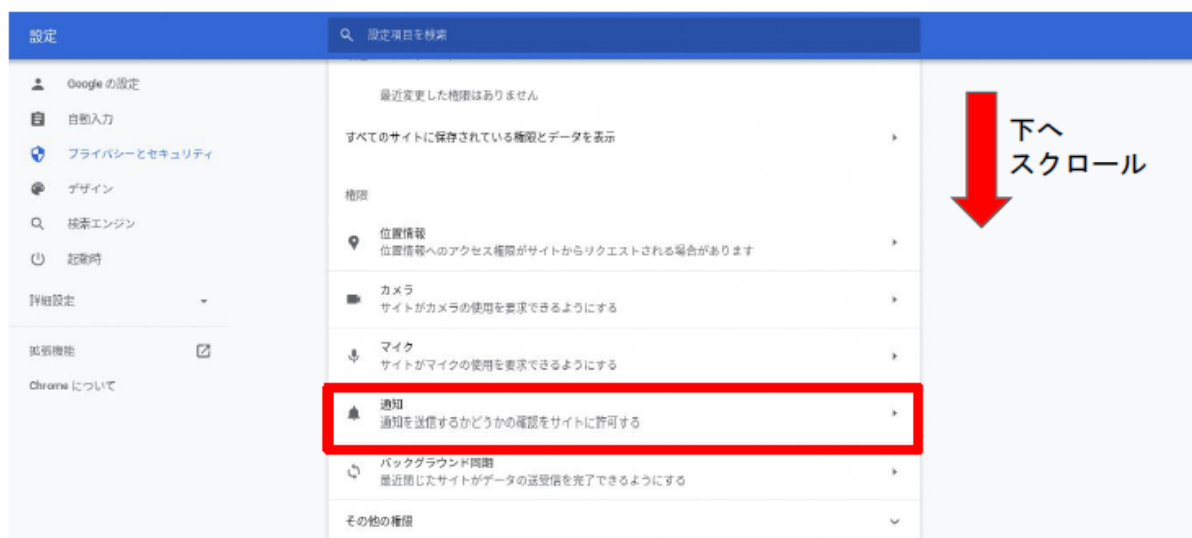 設定
設定項目を検索
Google の設定
自動入力
プライバシーとセキュリティ
デザイン
検索エンジン
起動時
詳細設定
拡張機能
Chrome について
最近変更した権限はありません
すべてのサイトに保存されている権限とデータを表示
権限
位置情報
位置情報へのアクセス権限がサイトからリクエストされる場合があります
カメラ
サイトがカメラの使用を要求できるようにする
マイク
サイトがマイクの使用を要求できるようにする
通知
通知を送信するかどうかの確認をサイトに許可する
バックグラウンド同期
最近閉じたサイトがデータの送受信を完了できるようにする
その他の権限
下へ
スクロール